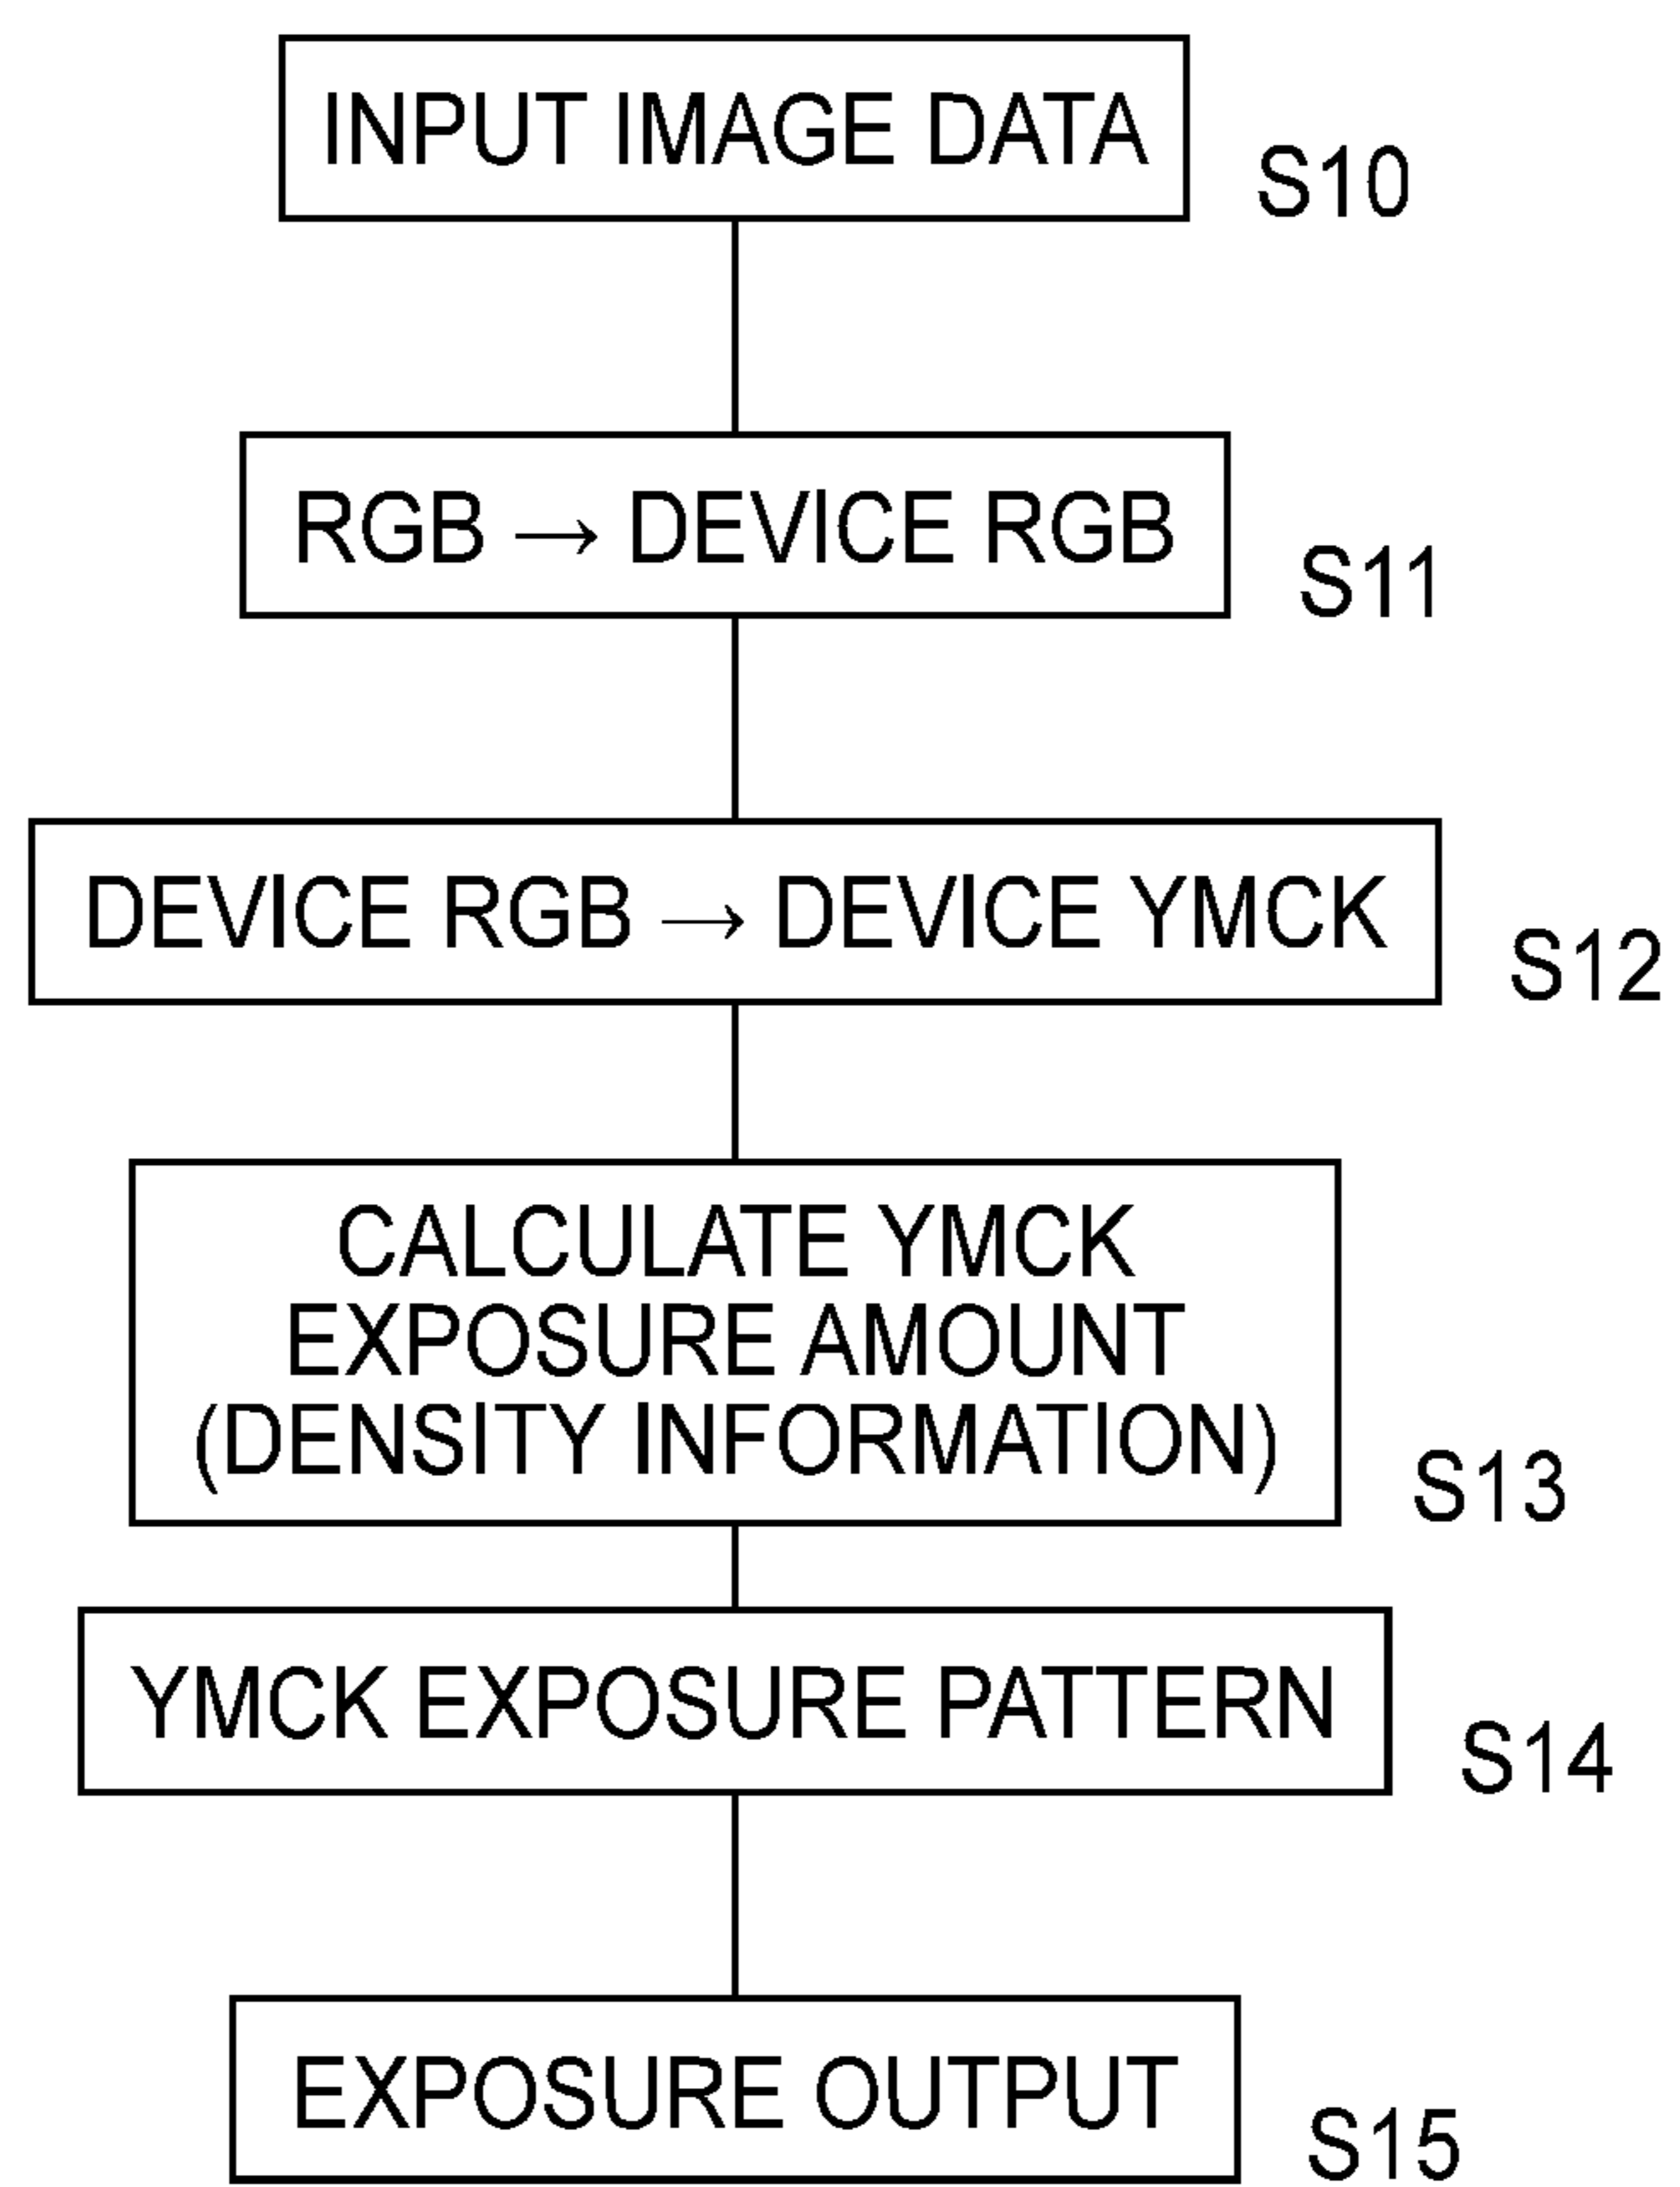 INPUT IMAGE DATA
S10
RGB → DEVICE RGB
S11
DEVICE RGB → DEVICE YMCK
S12
CALCULATE YMCK
EXPOSURE AMOUNT
(DENSITY INFORMATION)
S13
YMCK EXPOSURE PATTERN
S14
EXPOSURE OUTPUT
S15